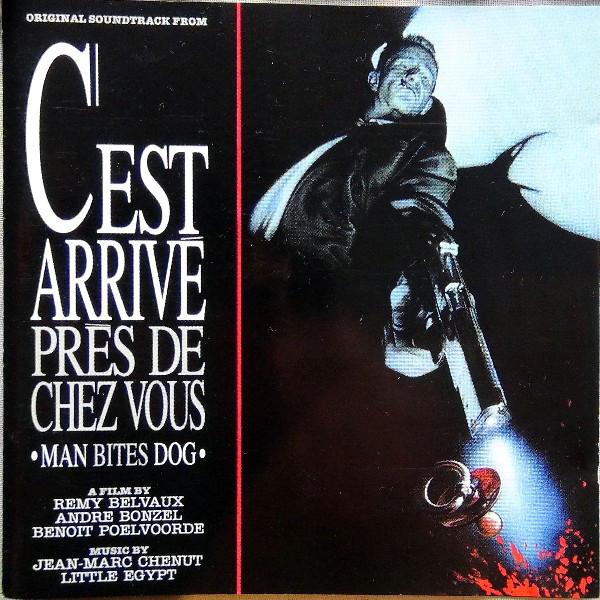 ORIGINAL SOUNDTRACK FROM
C'EST
ARRIVÉ
PRÈS DE
CHEZ VOUS
•MAN BITES DOG•
A FILM BY
REMY BELVAUX
ANDRE BONZEL
BENOIT POELVOORDE
MUSIC BY
JEAN-MARC CHENUT
LITTLE EGYPT